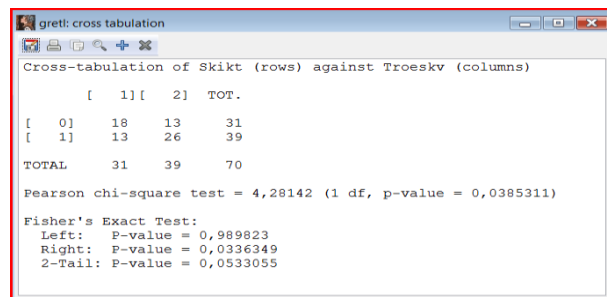 gretl: cross tabulation
Cross-tabulation of Skikt (rows) against Troeskv (columns)
[ 1][ 2] TOT.
[ 0] 18 13 31
[ 1] 13 26 39
TOTAL 31 39 70
Pearson chi-square test = 4,28142 (1 df, p-value = 0,0385311)
Fisher's Exact Test:
Left: P-value = 0,989823
Right: P-value = 0,0336349
2-Tail: P-value = 0,0533055